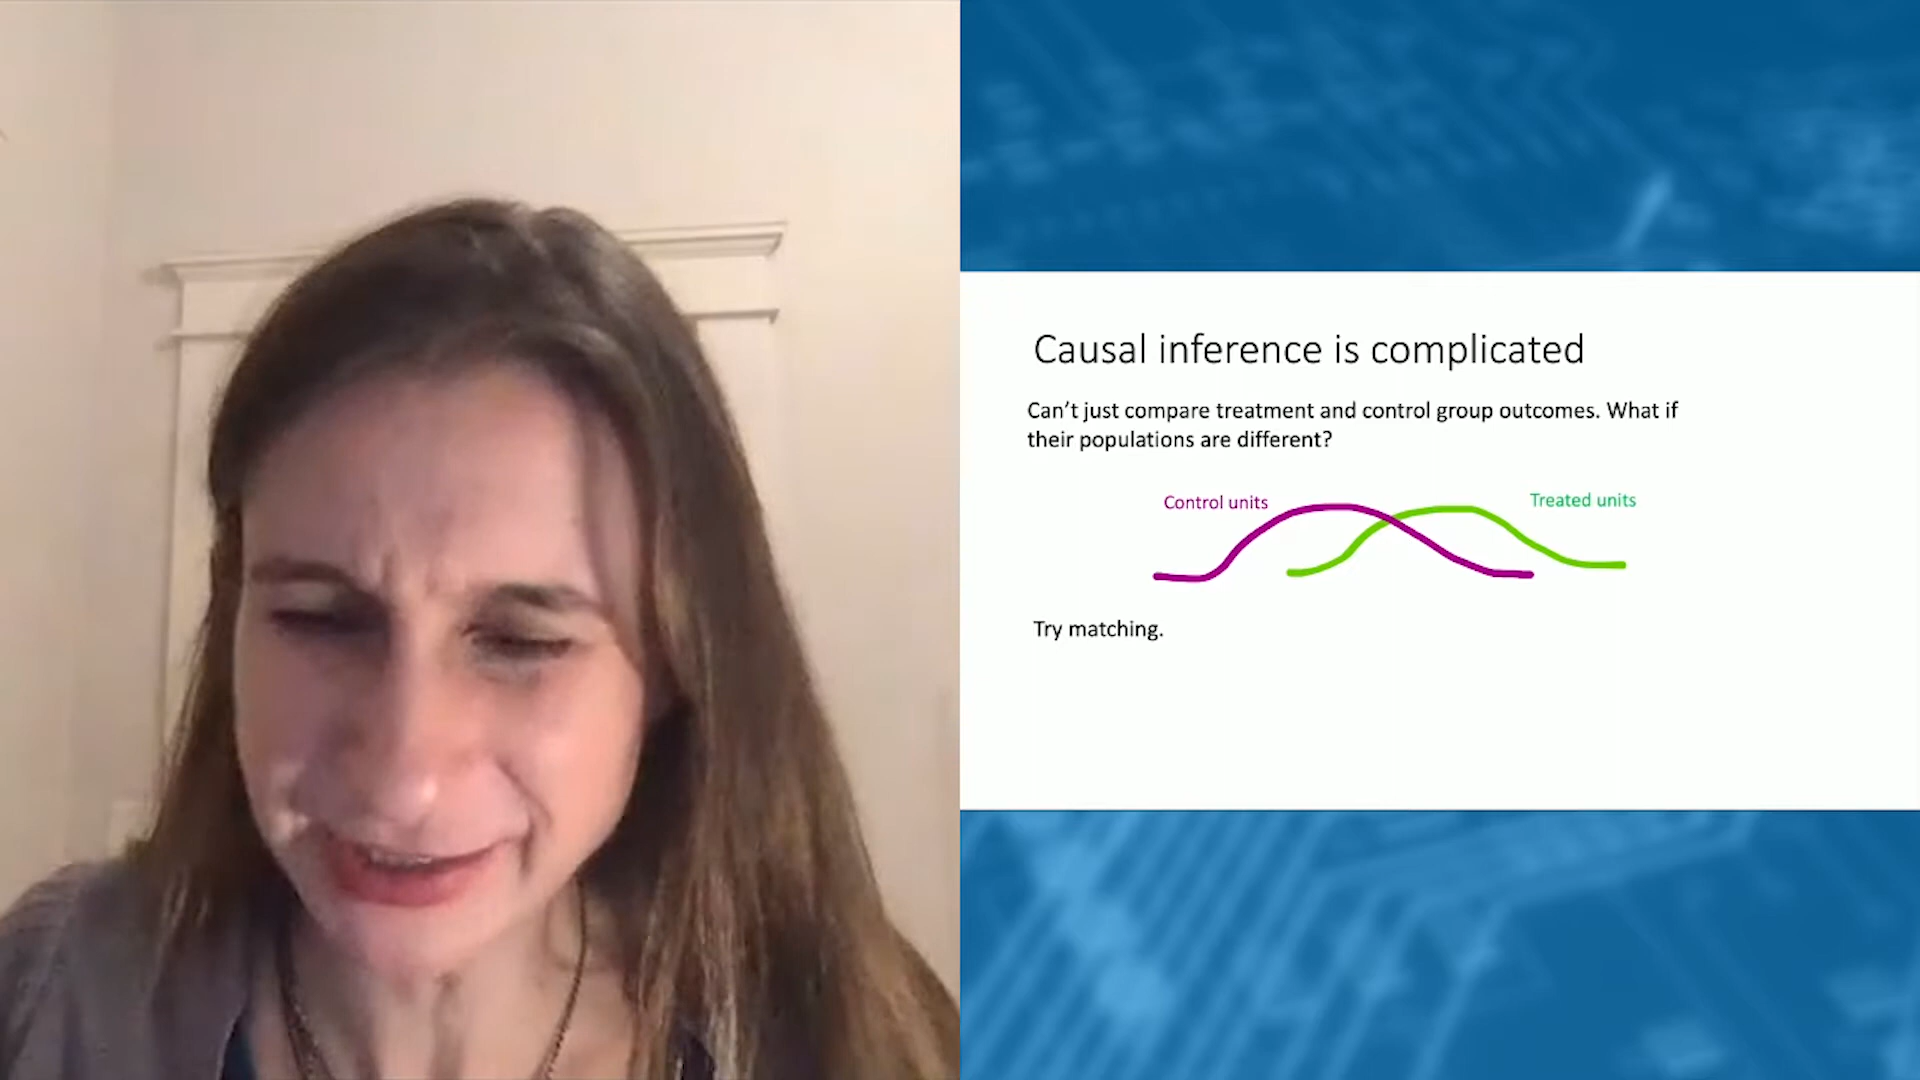 Causal inference is complicated
Can’t just compare treatment and control group outcomes. What if
their populations are different?
Control units
Treated units
Try matching.